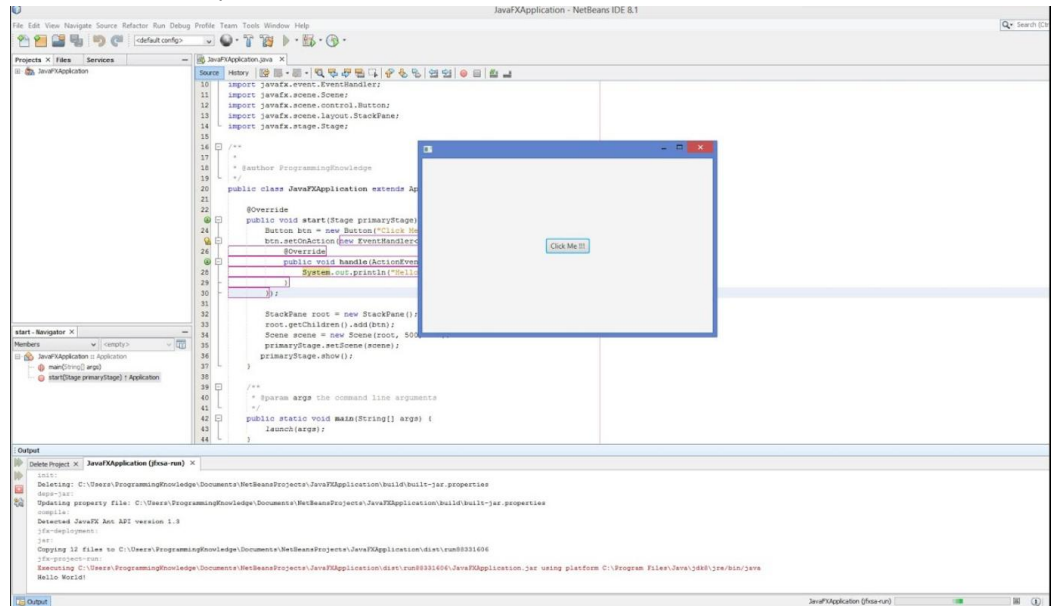 JavaFXApplication - NetBeans IDE 8.1
File Edit View Navigate Source Refactor Run Debug Profile Team Tools Window Help
Search (Ctr
<default config>
Projects Files Services
JavaFXApplication
JavaFXApplication.java
Source History
10 import javafx.event.EventHandler;
11 import javafx.scene.Scene;
12 import javafx.scene.control.Button;
13 import javafx.scene.layout.StackPane;
14 import javafx.stage.Stage;
15
16 /**
17 *
18 * @author ProgrammingKnowledge
19 */
20 public class JavaFXApplication extends Ap
21
22 @Override
public void start(Stage primaryStage)
24 Button btn = new Button("Click Me
btn.setOnAction(new EventHandler<
26 @Override
public void handle(ActionEven
28 System.out.println("Hello
29 }
30 });
31
32 StackPane root = new StackPane();
33 root.getChildren().add(btn);
34 Scene scene = new Scene(root, 500,
35 primaryStage.setScene(scene);
36 primaryStage.show();
37 }
38
39 /**
40 * @param args the command line arguments
41 */
42 public static void main(String[] args) {
43 launch(args);
44 }
Click Me !!!
start - Navigator
Members <empty>
JavaFXApplication :: Application
main(String[] args)
start(Stage primaryStage) ↑ Application
Output
Delete Project JavaFXApplication (jfxsa-run)
init:
Deleting: C:\Users\ProgrammingKnowledge\Documents\NetBeansProjects\JavaFXApplication\build\built-jar.properties
deps-jar:
Updating property file: C:\Users\ProgrammingKnowledge\Documents\NetBeansProjects\JavaFXApplication\build\built-jar.properties
compile:
Detected JavaFX Ant API version 1.3
jfx-deployment:
jar:
Copying 12 files to C:\Users\ProgrammingKnowledge\Documents\NetBeansProjects\JavaFXApplication\dist\run88331606
jfx-project-run:
Executing C:\Users\ProgrammingKnowledge\Documents\NetBeansProjects\JavaFXApplication\dist\run88331606\JavaFXApplication.jar using platform C:\Program Files\Java\jdk8\jre/bin/java
Hello World!
Output
JavaFXApplication (jfxsa-run)